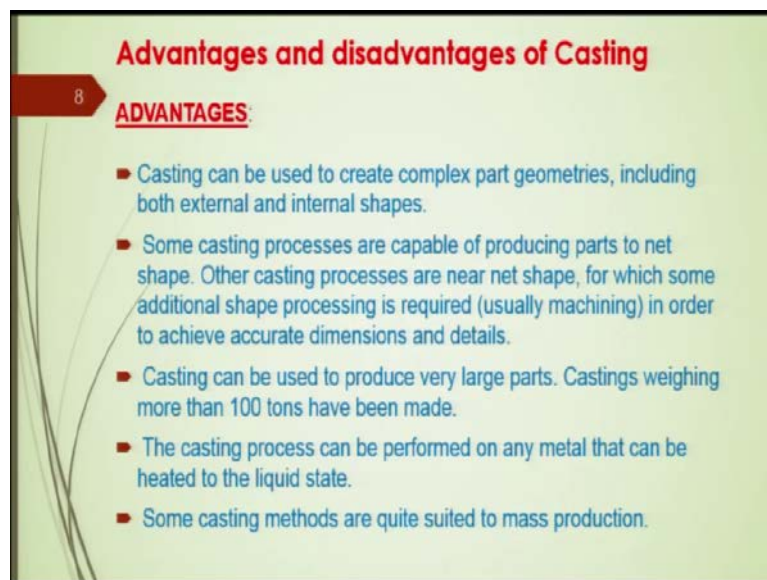 Advantages and disadvantages of Casting
8
ADVANTAGES:
Casting can be used to create complex part geometries, including
both external and internal shapes.
Some casting processes are capable of producing parts to net
shape. Other casting processes are near net shape, for which some
additional shape processing is required (usually machining) in order
to achieve accurate dimensions and details.
Casting can be used to produce very large parts. Castings weighing
more than 100 tons have been made.
The casting process can be performed on any metal that can be
heated to the liquid state.
Some casting methods are quite suited to mass production.